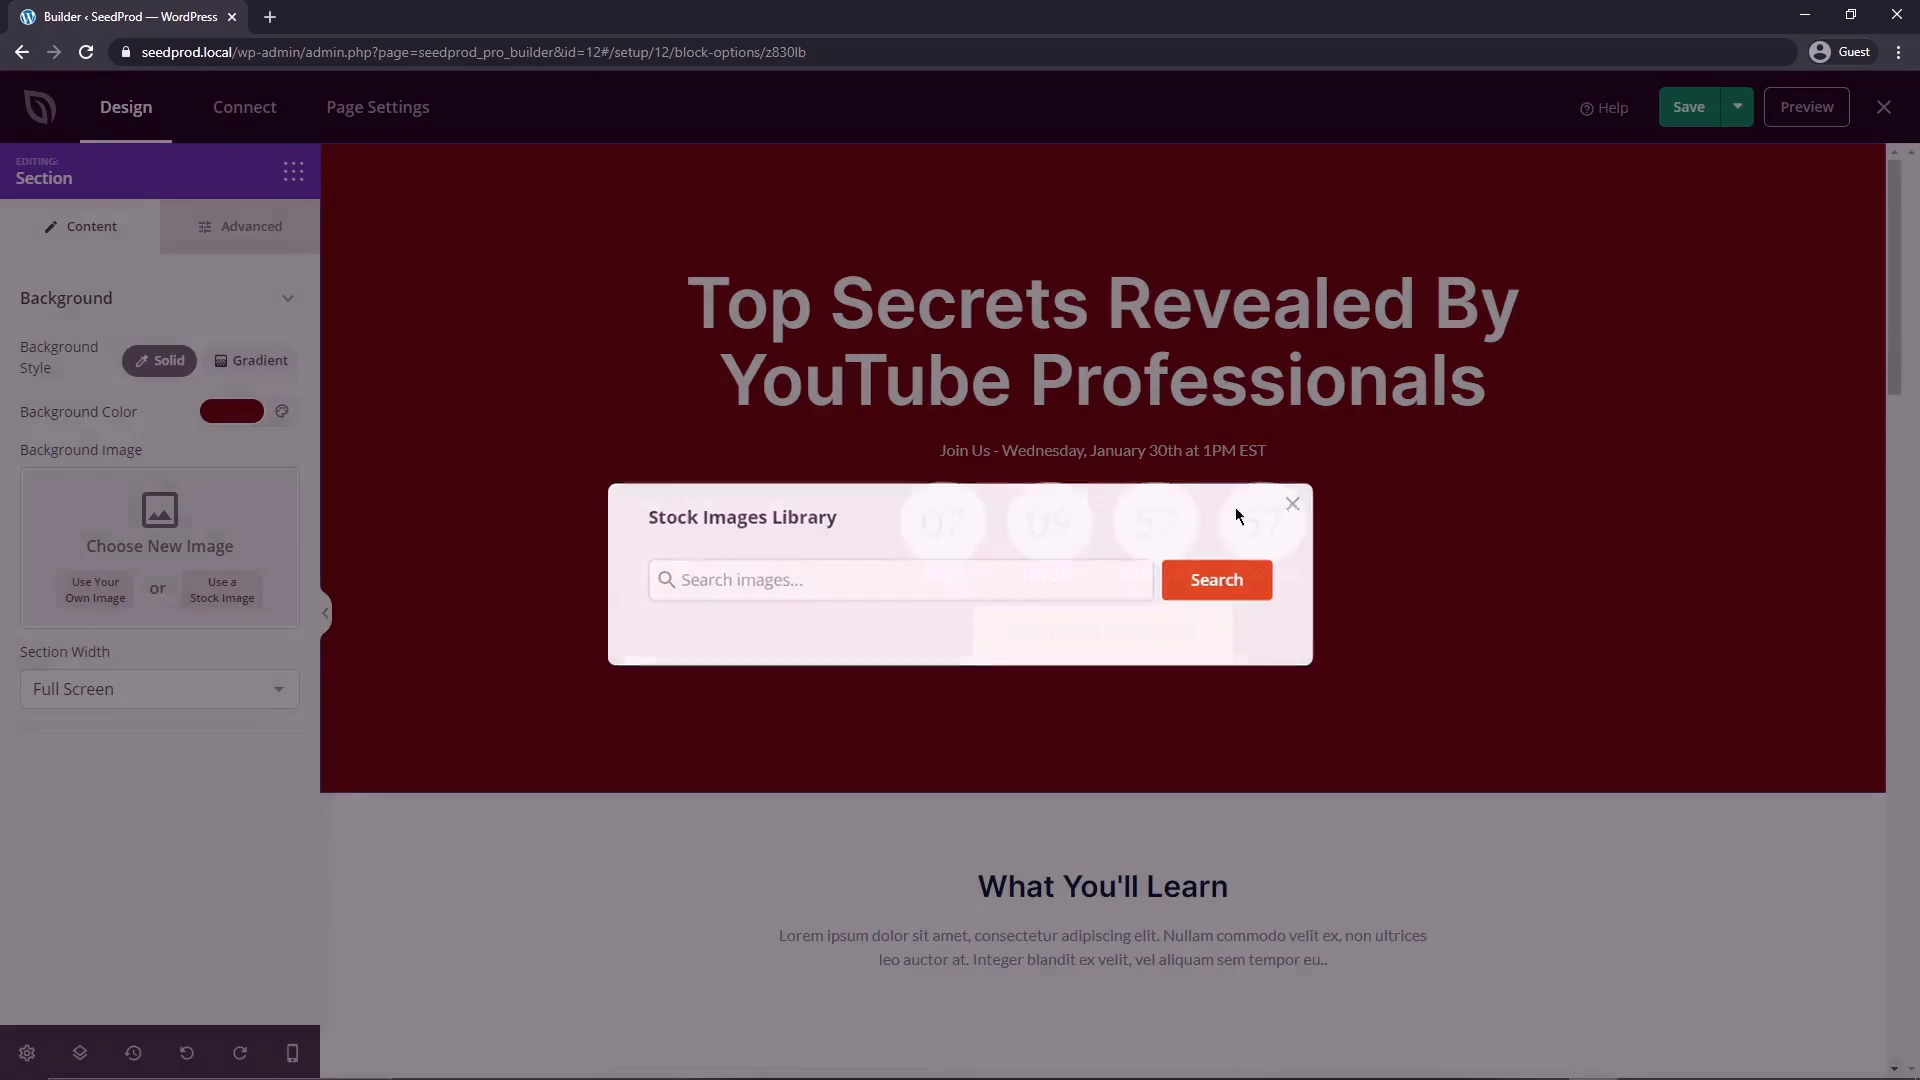 Builder ‹ SeedProd — WordPress
seedprod.local/wp-admin/admin.php?page=seedprod_pro_builder&id=12#/setup/12/block-options/z830lb
Guest
Design
Connect
Page Settings
Help
Save
Preview
EDITING:
Section
Content
Advanced
Background
Background
Style
Solid
Gradient
Background Color
Background Image
Choose New Image
Use Your
Own Image
or
Use a
Stock Image
Section Width
Full Screen
Top Secrets Revealed By
YouTube Professionals
Join Us - Wednesday, January 30th at 1PM EST
07 09 57 57
Stock Images Library
Search images...
Search
What You'll Learn
Lorem ipsum dolor sit amet, consectetur adipiscing elit. Nullam commodo velit ex, non ultrices
leo auctor at. Integer blandit ex velit, vel aliquam sem tempor eu..